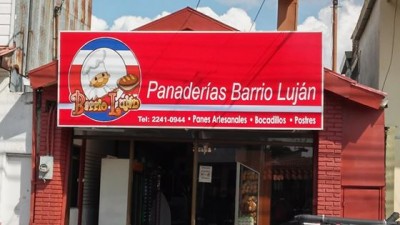 Barrio Luján
Panaderías Barrio Luján
Tel: 2241-0944 • Panes Artesanales • Bocadillos • Postres